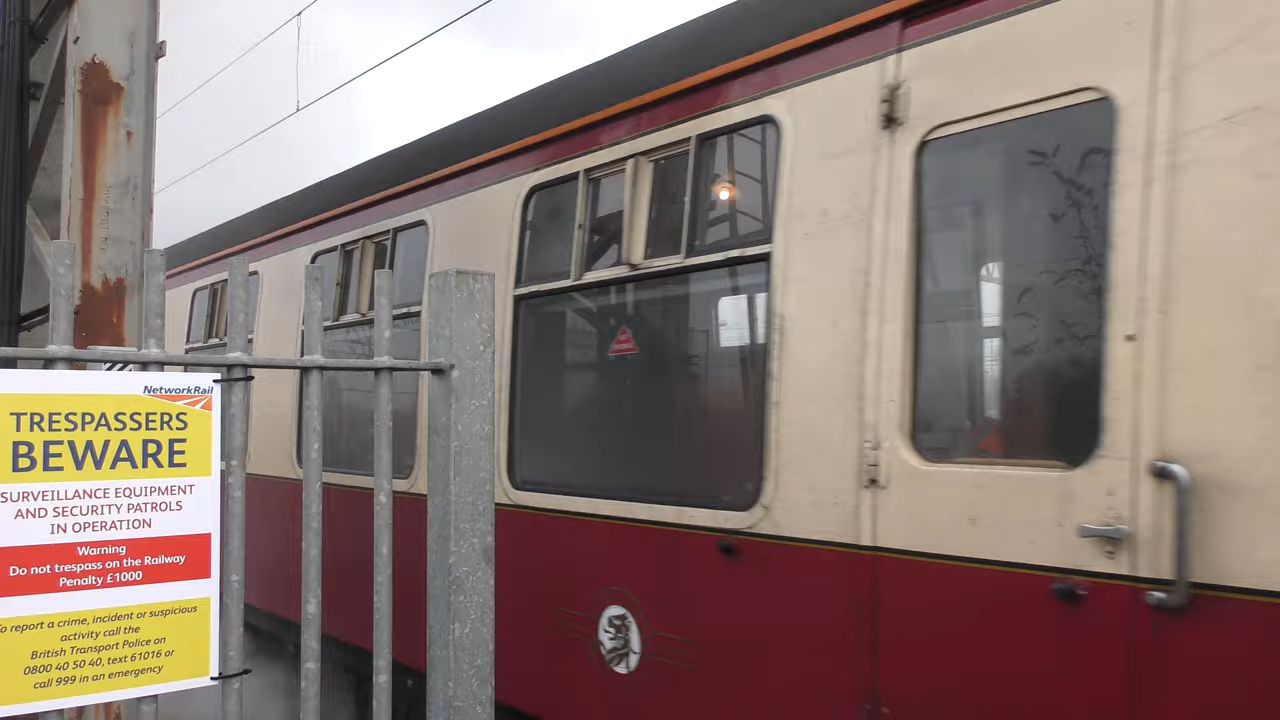 NetworkRail
TRESPASSERS
BEWARE
SURVEILLANCE EQUIPMENT
AND SECURITY PATROLS
IN OPERATION
Warning
Do not trespass on the Railway
Penalty £1000
o report a crime, incident or suspicious
activity call the
British Transport Police on
0800 40 50 40, text 61016 or
call 999 in an emergency